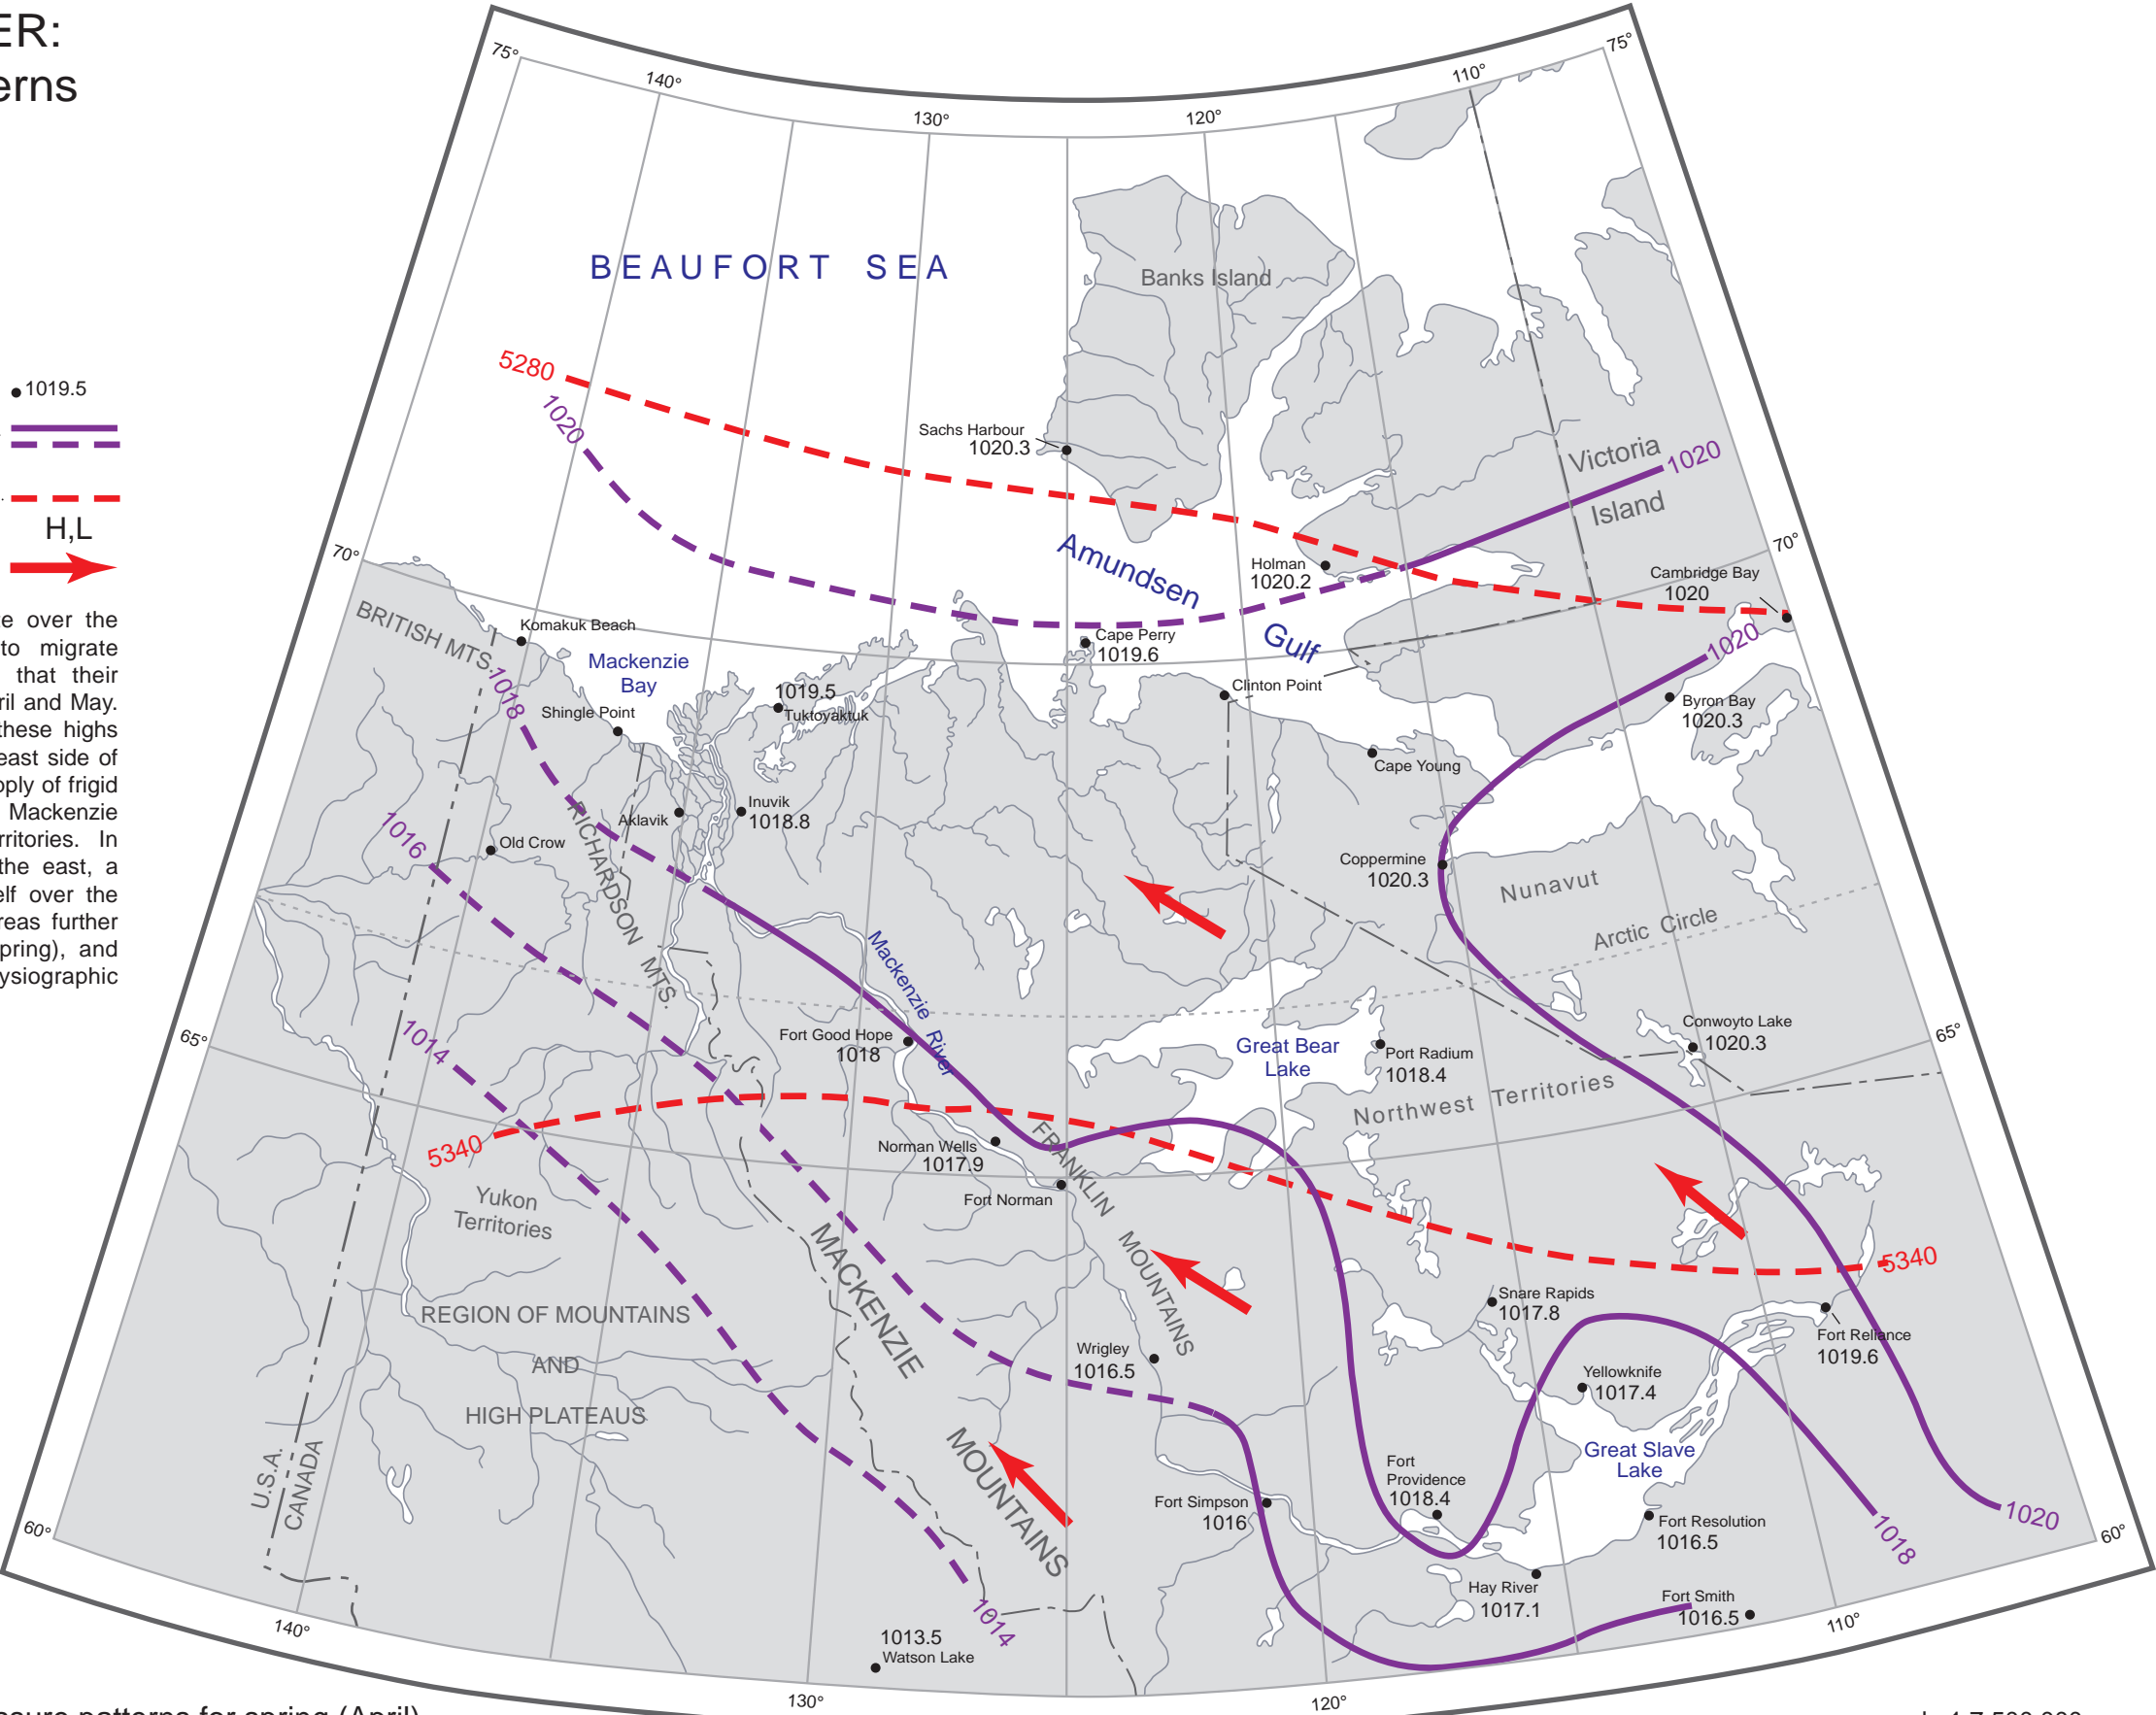 ER:
erns
1019.5
H,L
e over the
to migrate
that their
ril and May.
these highs
east side of
pply of frigid
Mackenzie
rritories. In
the east, a
elf over the
reas further
pring), and
ysiographic
75°
140°
130°
120°
110°
75°
BEAUFORT SEA
Banks Island
5280
1020
Sachs Harbour
1020.3
Victoria
Island
1020
Amundsen
Gulf
Holman
1020.2
70°
70°
Cambridge Bay
1020
BRITISH MTS.
Komakuk Beach
Mackenzie
Bay
Cape Perry
1019.6
1020
1018
Shingle Point
1019.5
Tuktoyaktuk
Clinton Point
Byron Bay
1020.3
Cape Young
1016
Old Crow
Aklavik
Inuvik
1018.8
RICHARDSON MTS.
Coppermine
1020.3
Nunavut
Arctic Circle
Mackenzie River
65°
1014
Fort Good Hope
1018
Great Bear
Lake
Port Radium
1018.4
Conwoyto Lake
1020.3
65°
Northwest Territories
5340
Norman Wells
1017.9
Fort Norman
FRANKLIN MOUNTAINS
Yukon
Territories
MACKENZIE MOUNTAINS
5340
REGION OF MOUNTAINS
AND
HIGH PLATEAUS
Snare Rapids
1017.8
Fort Reliance
1019.6
Wrigley
1016.5
Yellowknife
1017.4
Great Slave
Lake
U.S.A.
CANADA
Fort
Providence
1018.4
Fort Simpson
1016
Fort Resolution
1016.5
1018
1020
60°
60°
Hay River
1017.1
Fort Smith
1016.5
1014
1013.5
Watson Lake
140°
130°
120°
110°
ssure patterns for spring (April)
1:7 500 000